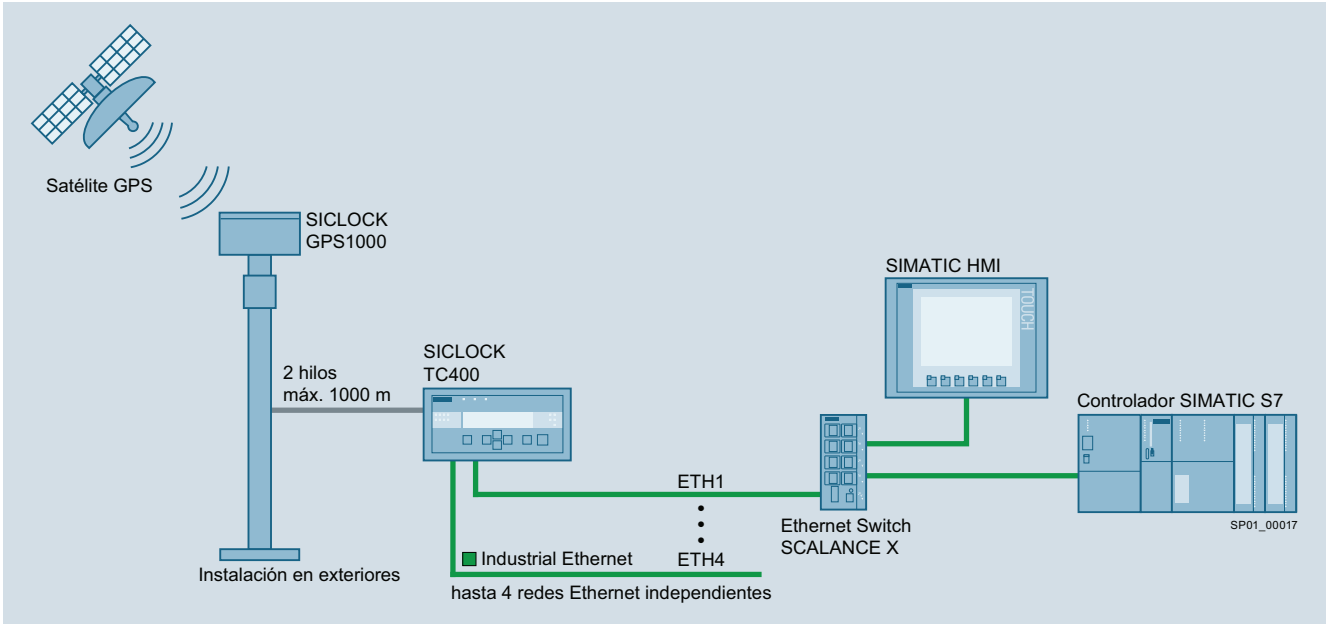 Satélite GPS
SICLOCK
GPS1000
2 hilos
máx. 1000 m
SICLOCK
TC400
SIMATIC HMI
TOUCH
Controlador SIMATIC S7
ETH1
Ethernet Switch
SCALANCE X
SP01_00017
Industrial Ethernet
ETH4
Instalación en exteriores
hasta 4 redes Ethernet independientes